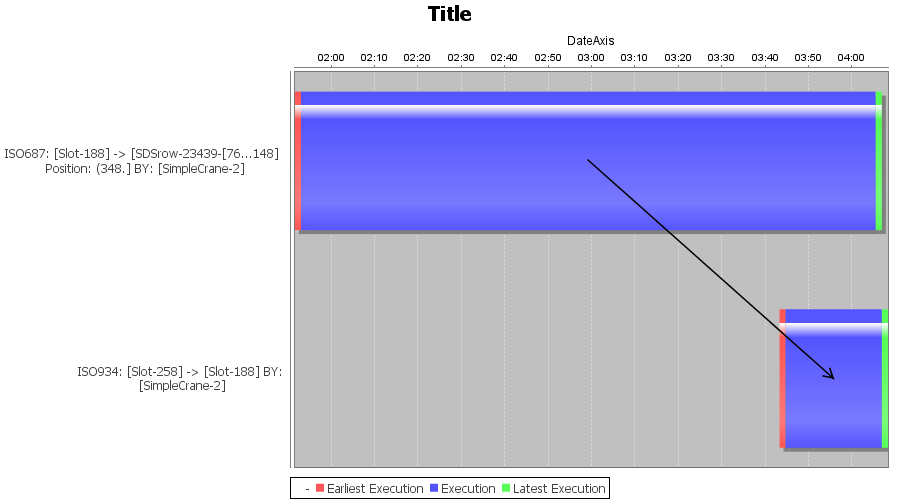 Title
DateAxis
02:00 02:10 02:20 02:30 02:40 02:50 03:00 03:10 03:20 03:30 03:40 03:50 04:00
ISO687: [Slot-188] -> [SDSrow-23439-[76...148]
Position: (348.] BY: [SimpleCrane-2]
ISO934: [Slot-258] -> [Slot-188] BY:
[SimpleCrane-2]
- Earliest Execution Execution Latest Execution